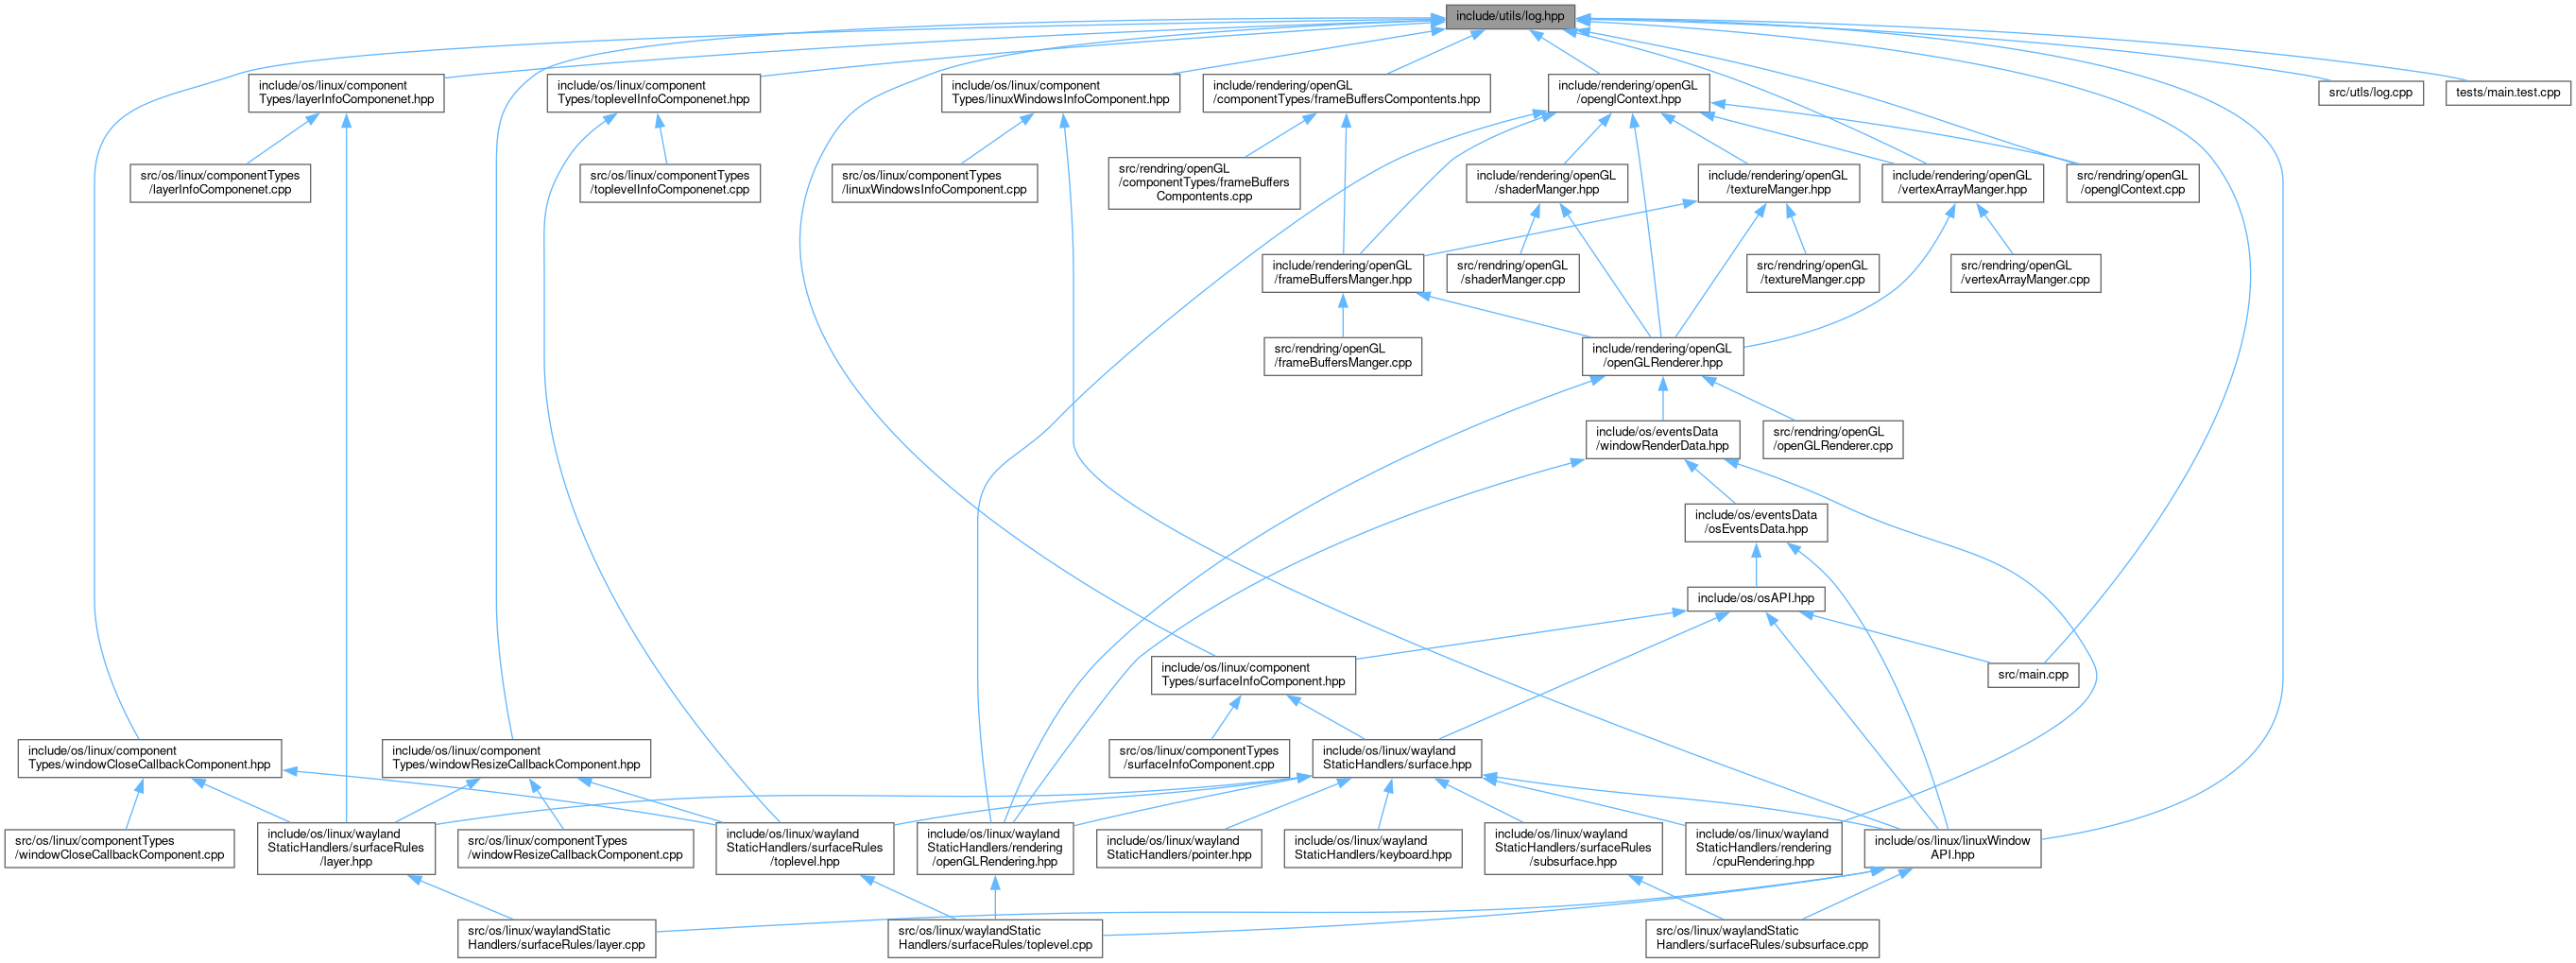 include/utils/log.hpp
include/os/linux/component
Types/layerInfoComponenet.hpp
include/os/linux/component
Types/toplevelInfoComponenet.hpp
include/os/linux/component
Types/linuxWindowsInfoComponent.hpp
include/rendering/openGL
/componentTypes/frameBuffersCompontents.hpp
include/rendering/openGL
/openglContext.hpp
src/utls/log.cpp
tests/main.test.cpp
src/os/linux/componentTypes
/layerInfoComponenet.cpp
src/os/linux/componentTypes
/toplevelInfoComponenet.cpp
src/os/linux/componentTypes
/linuxWindowsInfoComponent.cpp
src/rendring/openGL
/componentTypes/frameBuffers
Compontents.cpp
include/rendering/openGL
/shaderManger.hpp
include/rendering/openGL
/textureManger.hpp
include/rendering/openGL
/vertexArrayManger.hpp
src/rendring/openGL
/openglContext.cpp
include/rendering/openGL
/frameBuffersManger.hpp
src/rendring/openGL
/shaderManger.cpp
src/rendring/openGL
/textureManger.cpp
src/rendring/openGL
/vertexArrayManger.cpp
src/rendring/openGL
/frameBuffersManger.cpp
include/rendering/openGL
/openGLRenderer.hpp
include/os/eventsData
/windowRenderData.hpp
src/rendring/openGL
/openGLRenderer.cpp
include/os/eventsData
/osEventsData.hpp
include/os/osAPI.hpp
include/os/linux/component
Types/surfaceInfoComponent.hpp
src/main.cpp
include/os/linux/component
Types/windowCloseCallbackComponent.hpp
include/os/linux/component
Types/windowResizeCallbackComponent.hpp
src/os/linux/componentTypes
/surfaceInfoComponent.cpp
include/os/linux/wayland
StaticHandlers/surface.hpp
src/os/linux/componentTypes
/windowCloseCallbackComponent.cpp
include/os/linux/wayland
StaticHandlers/surfaceRules
/layer.hpp
src/os/linux/componentTypes
/windowResizeCallbackComponent.cpp
include/os/linux/wayland
StaticHandlers/surfaceRules
/toplevel.hpp
include/os/linux/wayland
StaticHandlers/rendering
/openGLRendering.hpp
include/os/linux/wayland
StaticHandlers/pointer.hpp
include/os/linux/wayland
StaticHandlers/keyboard.hpp
include/os/linux/wayland
StaticHandlers/surfaceRules
/subsurface.hpp
include/os/linux/wayland
StaticHandlers/rendering
/cpuRendering.hpp
include/os/linux/linuxWindow
API.hpp
src/os/linux/waylandStatic
Handlers/surfaceRules/layer.cpp
src/os/linux/waylandStatic
Handlers/surfaceRules/toplevel.cpp
src/os/linux/waylandStatic
Handlers/surfaceRules/subsurface.cpp